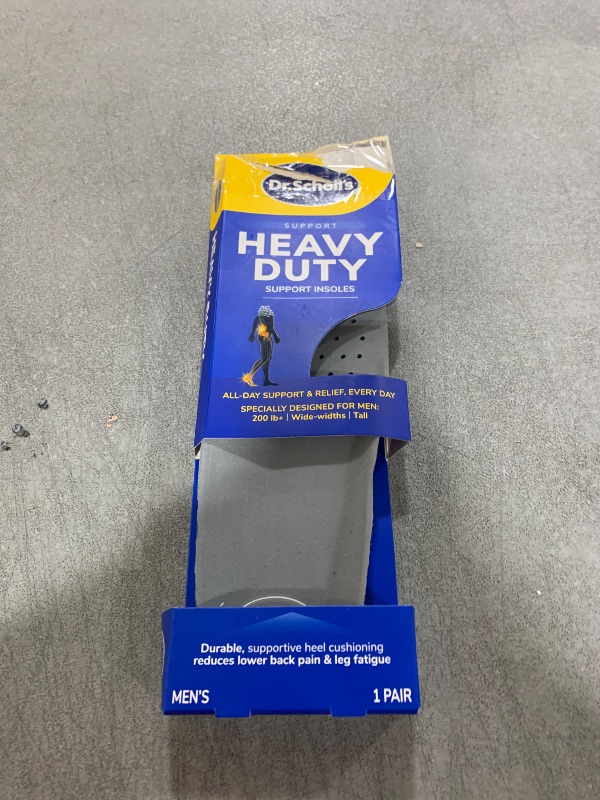 Dr. Scholl's
SUPPORT
HEAVY
DUTY
SUPPORT INSOLES
ALL-DAY SUPPORT & RELIEF, EVERY DAY
SPECIALLY DESIGNED FOR MEN:
200 lb+ | Wide-widths | Tall
Durable, supportive heel cushioning
reduces lower back pain & leg fatigue
MEN'S
1 PAIR